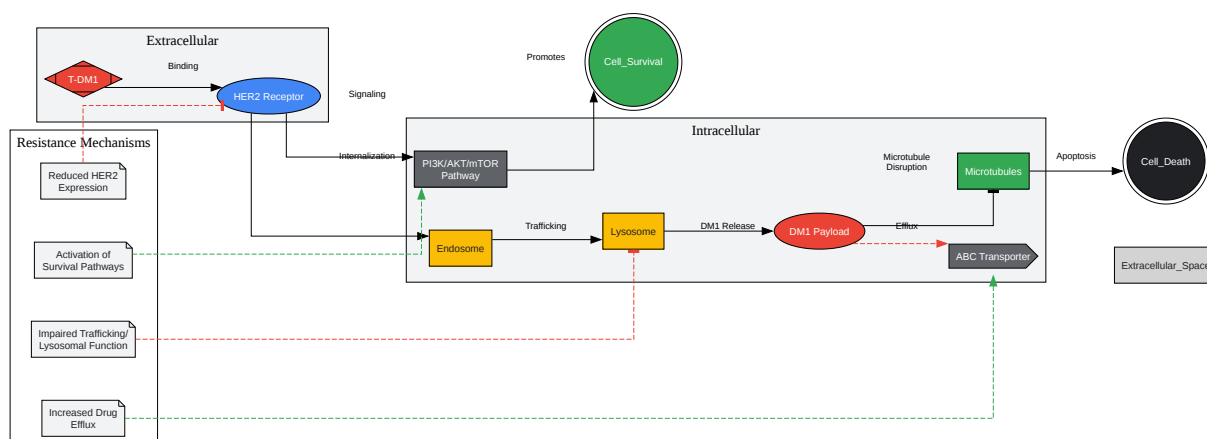 Extracellular
T-DM1
Binding
HER2 Receptor
Signaling
Promotes
Cell_Survival
Resistance Mechanisms
Reduced HER2
Expression
Activation of
Survival Pathways
Impaired Trafficking/
Lysosomal Function
Increased Drug
Efflux
Intracellular
Internalization
PI3K/AKT/mTOR
Pathway
Endosome
Trafficking
Lysosome
DM1 Release
DM1 Payload
Efflux
Microtubule
Disruption
Microtubules
ABC Transporter
Apoptosis
Cell_Death
Extracellular_Space